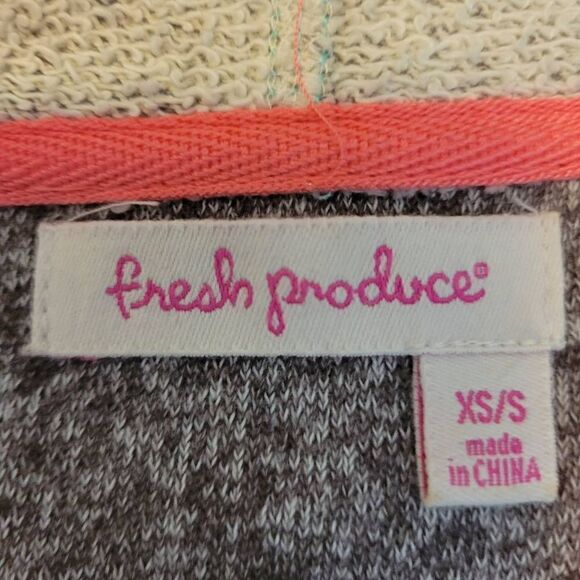 fresh produce®
XS/S
made
in CHINA